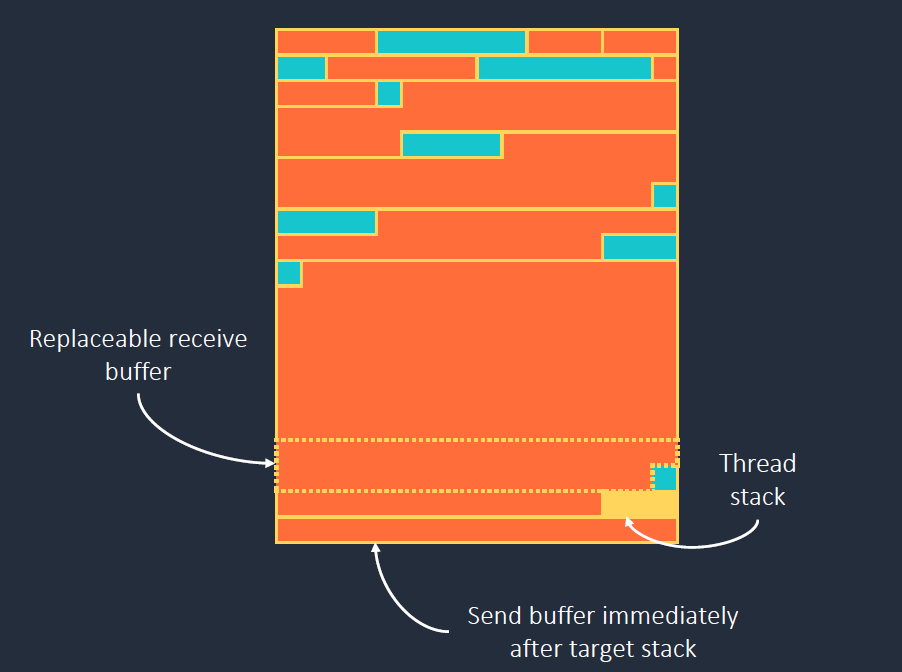 Replaceable receive
buffer
Thread
stack
Send buffer immediately
after target stack